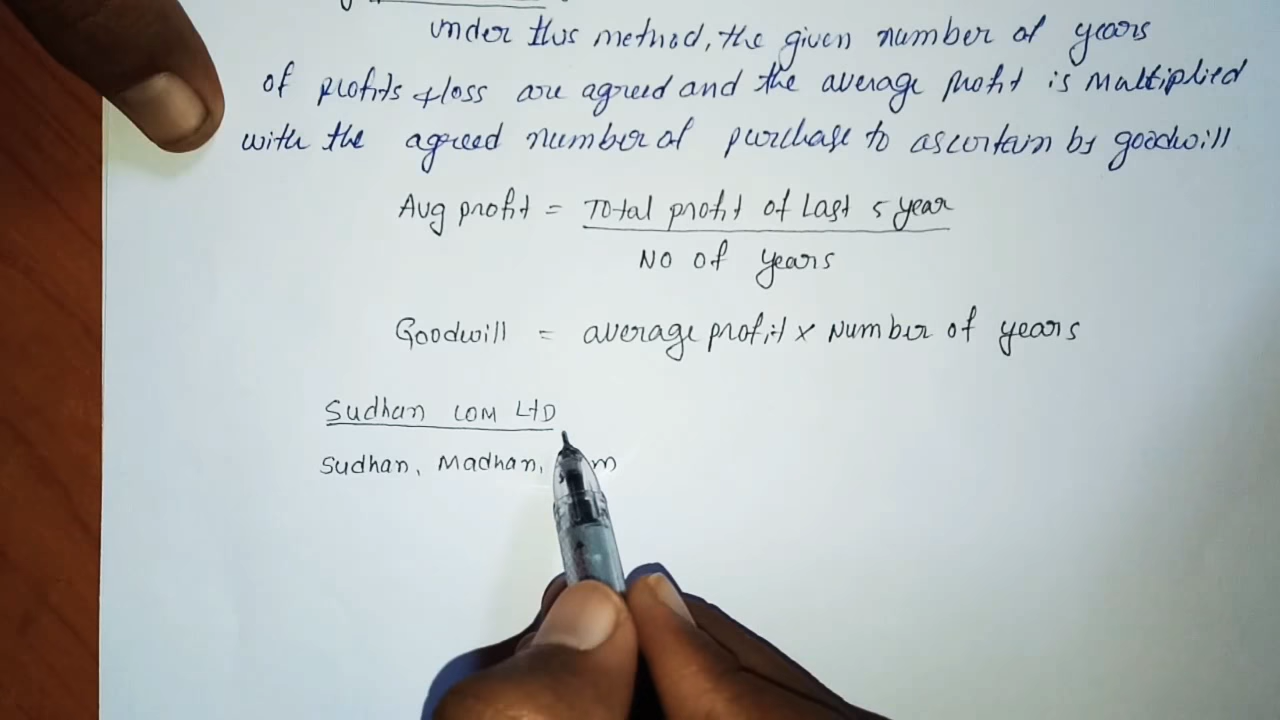 under this method, the given number of years
of profits & loss are agreed and the average profit is multiplied
with the agreed number of purchase to ascertain by goodwill
Avg profit = Total profit of Last 5 year
No of years
Goodwill = average profit × Number of years
Sudhan COM LTD
Sudhan, Madhan,